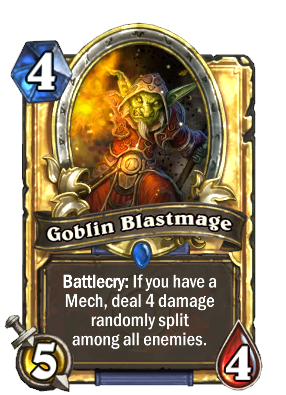 4
Goblin Blastmage
Battlecry: If you have a
Mech, deal 4 damage
randomly split
among all enemies.
5
4